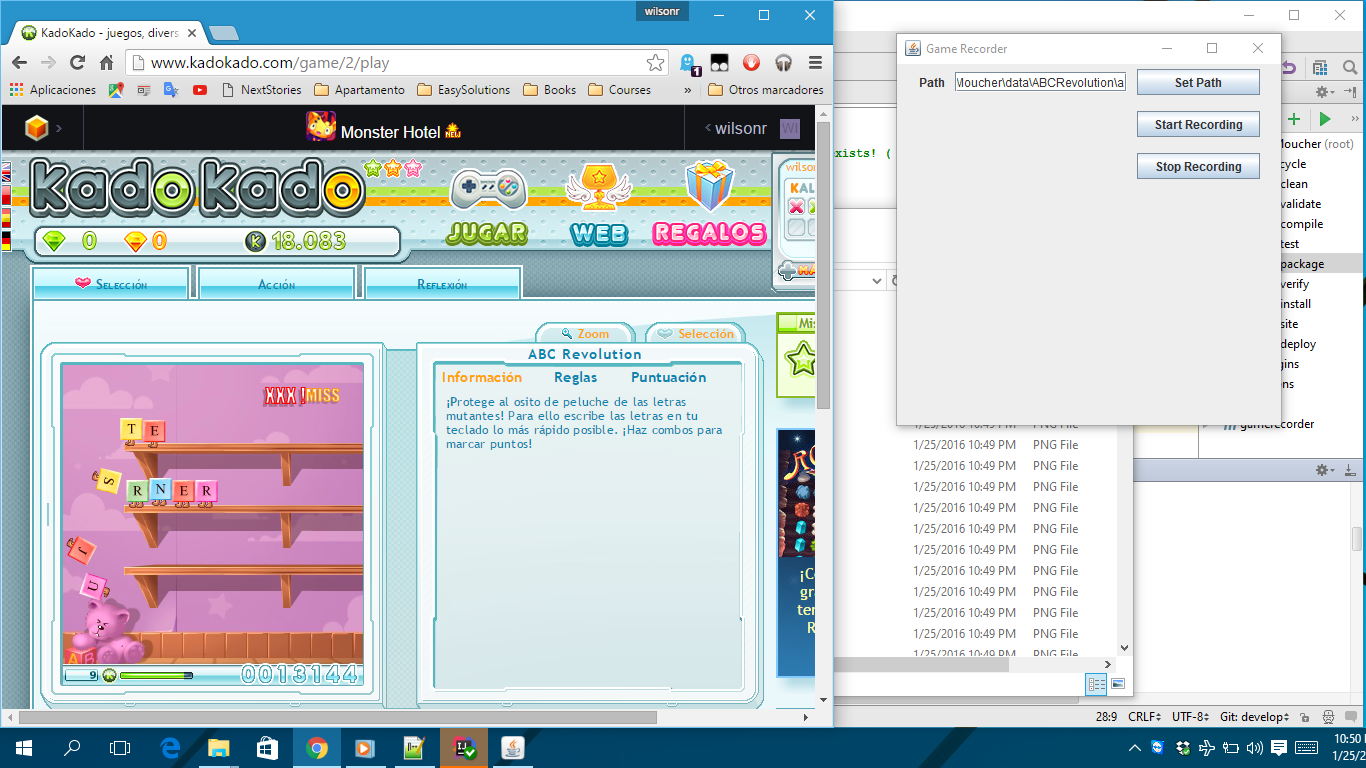 wilsonr
KadoKado - juegos, divers
www.kadokado.com/game/2/play
1
Aplicaciones
NextStories
Apartamento
EasySolutions
Books
Courses
»
Otros marcadores
Monster Hotel NEW
wilsonr
WI
KadoKado
JUGAR
WEB
REGALOS
0
0
K 18.083
Selección
Acción
Reflexión
Zoom
Selección
ABC Revolution
Información
Reglas
Puntuación
¡Protege al osito de peluche de las letras
mutantes! Para ello escribe las letras en tu
teclado lo más rápido posible. ¡Haz combos para
marcar puntos!
XXX !MISS
T E
S
R N E R
J
U
A B
9
0013144
wilson
KAL
Mis
¡Co
gra
ten
R
Game Recorder
Path
Moucher\data\ABCRevolution\a
Set Path
Start Recording
Stop Recording
xists! (
Moucher (root)
cycle
clean
validate
compile
test
package
verify
install
site
deploy
gins
ns
gamerecorder
1/25/2016 10:49 PM PNG File
1/25/2016 10:49 PM PNG File
1/25/2016 10:49 PM PNG File
1/25/2016 10:49 PM PNG File
1/25/2016 10:49 PM PNG File
1/25/2016 10:49 PM PNG File
1/25/2016 10:49 PM PNG File
1/25/2016 10:49 PM PNG File
1/25/2016 10:49 PM PNG File
1/25/2016 10:49 PM PNG File
1/25/2016 10:49 PM PNG File
1/25/2016 10:49 PM PNG File
28:9 CRLF UTF-8 Git: develop
10:50
1/25/2